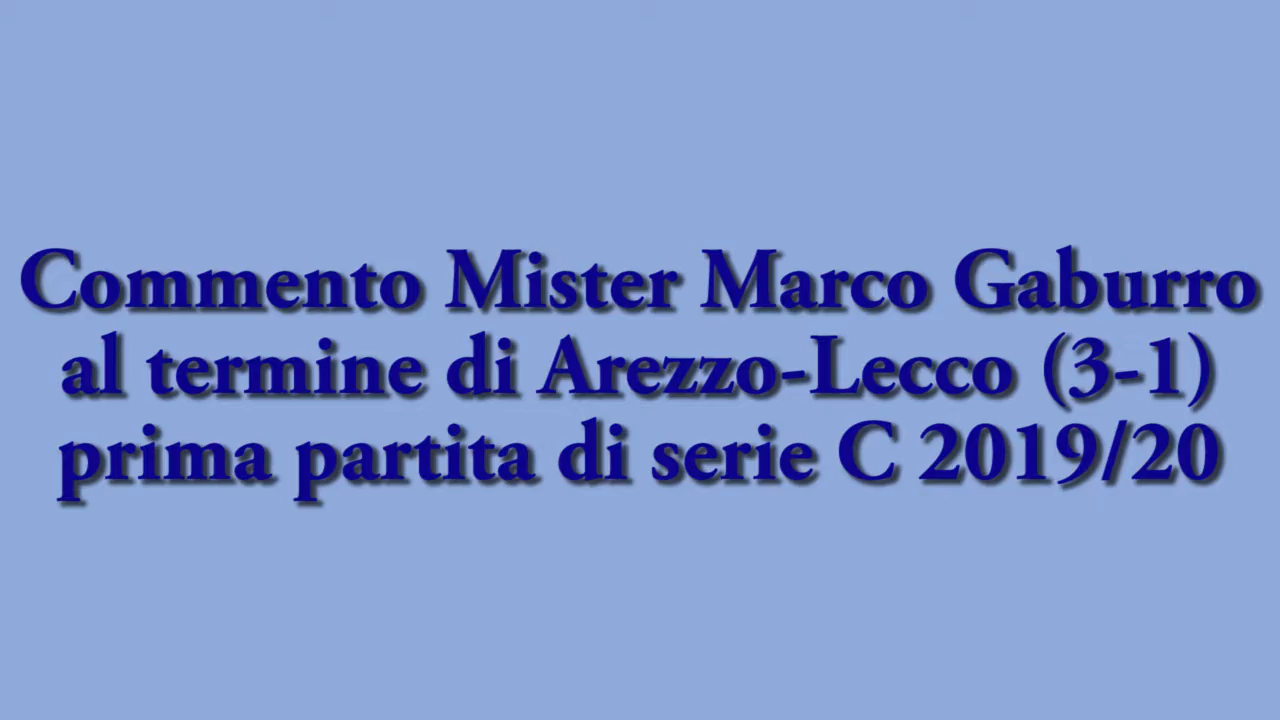 Commento Mister Marco Gaburro
al termine di Arezzo-Lecco (3-1)
prima partita di serie C 2019/20